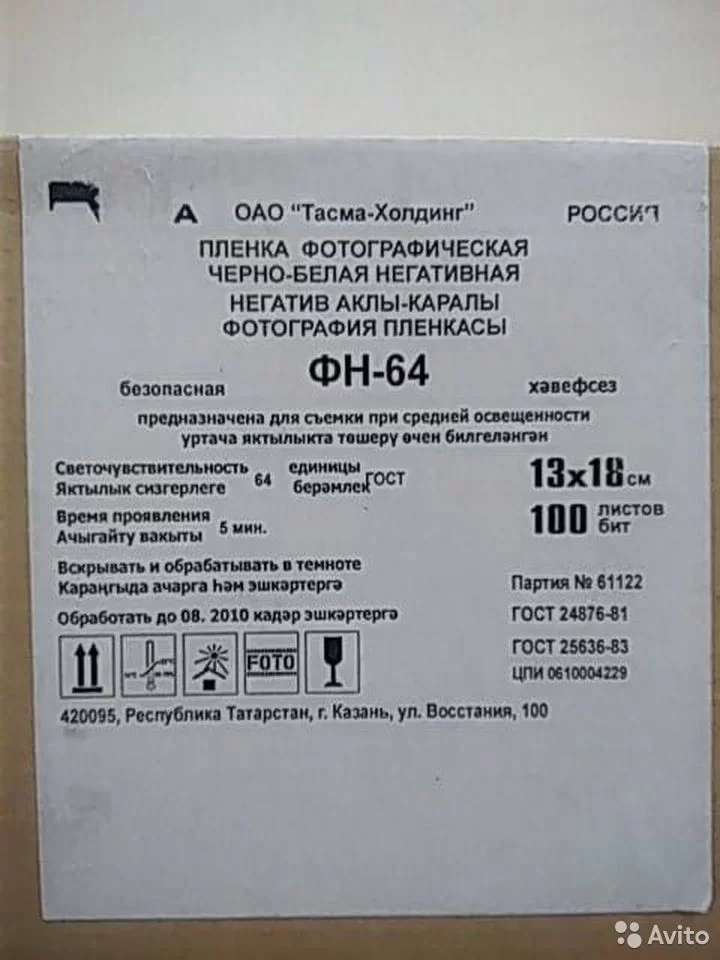 А ОАО "Тасма-Холдинг" РОССИЯ
ПЛЕНКА ФОТОГРАФИЧЕСКАЯ
ЧЕРНО-БЕЛАЯ НЕГАТИВНАЯ
НЕГАТИВ АКЛЫ-КАРАЛЫ
ФОТОГРАФИЯ ПЛЕНКАСЫ
ФН-64
безопасная хәвефсез
предназначена для съемки при средней освещенности
уртача яктылыкта төшерү өчен билгеләнгән
Светочувствительность 64 единицы ГОСТ
Яктылык сизгерлеге берәмлек
13х18 см
Время проявления 5 мин.
Ачыгайту вакыты
100 листов
бит
Вскрывать и обрабатывать в темноте
Караңгыда ачарга һәм эшкәртергә
Партия № 61122
Обработать до 08. 2010 кадәр эшкәртергә
ГОСТ 24876-81
ГОСТ 25636-83
ЦПИ 0610004229
FOTO
420095, Республика Татарстан, г. Казань, ул. Восстания, 100
Avito